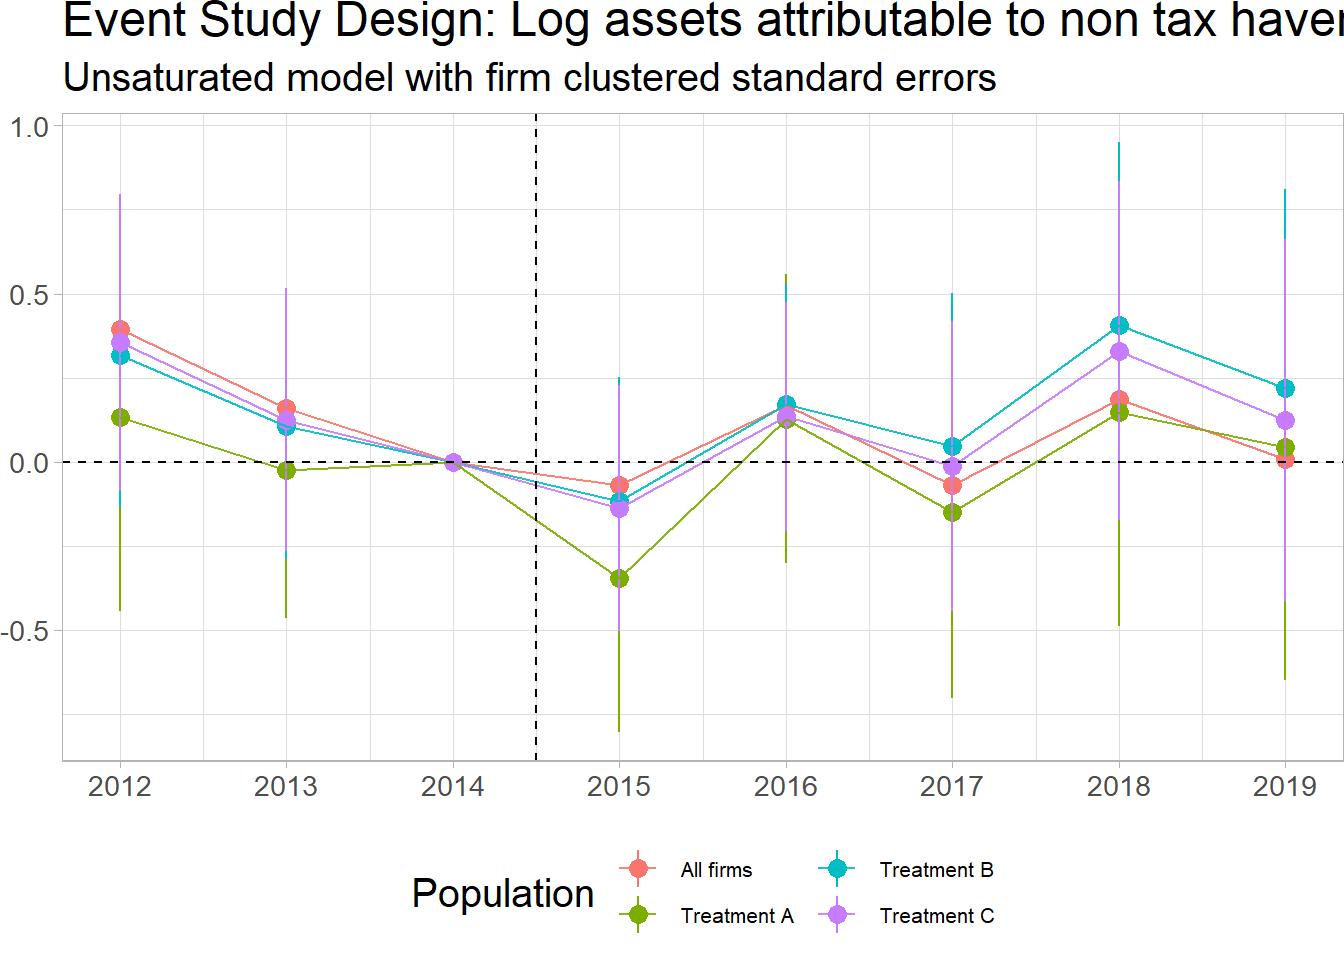 Event Study Design: Log assets attributable to non tax
Unsaturated model with firm clustered standard errors
1.0
0.5
0.0
-0.5
2012 2013 2014 2015 2016 2017 2018 2019
Population
All firms
Treatment B
Treatment A
Treatment C